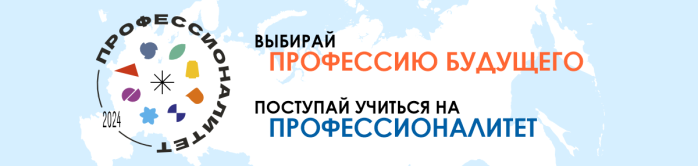 ПРОФЕССИОНАЛИТЕТ
2024
ВЫБИРАЙ
ПРОФЕССИЮ БУДУЩЕГО
ПОСТУПАЙ УЧИТЬСЯ НА
ПРОФЕССИОНАЛИТЕТ